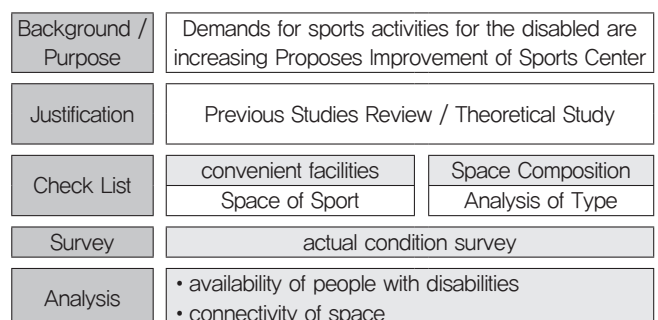 Background /
Purpose
Demands for sports activities for the disabled are
increasing Proposes Improvement of Sports Center
Justification
Previous Studies Review / Theoretical Study
Check List
convenient facilities
Space of Sport
Space Composition
Analysis of Type
Survey
actual condition survey
Analysis
• availability of people with disabilities
• connectivity of space